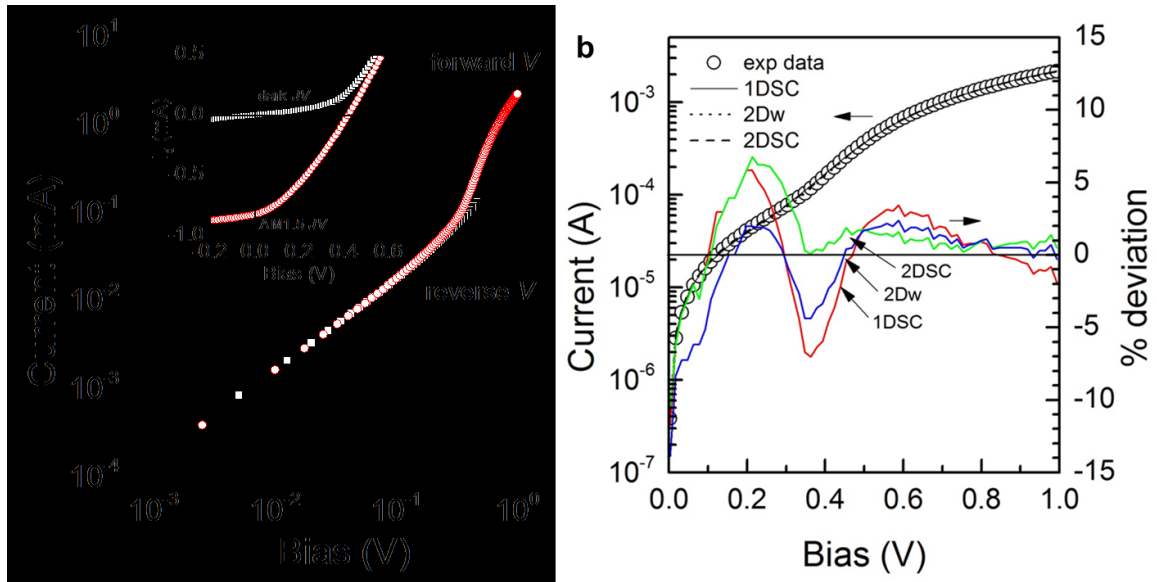 10¹
10⁰
10⁻¹
10⁻²
10⁻³
10⁻⁴
Current (mA)
10⁻³ 10⁻² 10⁻¹ 10⁰
Bias (V)
forward V
reverse V
0.5
0.0
-0.5
-1.0
(mA)
dark JV
AM1.5 JV
-0.2 0.0 0.2 0.4 0.6
Bias (V)
b
exp data
1DSC
2Dw
2DSC
10⁻³
10⁻⁴
10⁻⁵
10⁻⁶
10⁻⁷
Current (A)
2DSC
2Dw
1DSC
15
10
5
0
-5
-10
-15
% deviation
0.0 0.2 0.4 0.6 0.8 1.0
Bias (V)